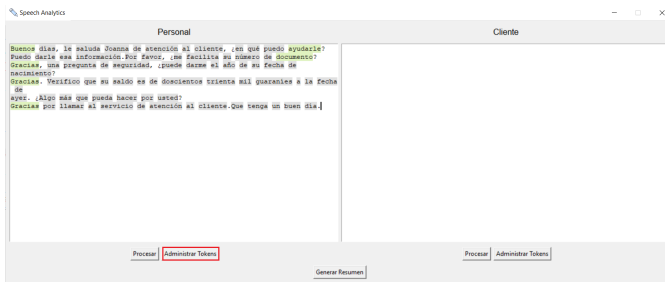 Speech Analytics
Personal
Cliente
Buenos días, le saluda Joanna de atención al cliente, ¿en qué puedo ayudarle?
Puedo darle esa información.Por favor, ¿me facilita su número de documento?
Gracias, una pregunta de seguridad, ¿puede darme el año de su fecha de
nacimiento?
Gracias. Verifico que su saldo es de doscientos treinta mil guaraníes a la fecha
de
ayer. ¿Algo más que pueda hacer por usted?
Gracias por llamar al servicio de atención al cliente.Que tenga un buen día.
Procesar
Administrar Tokens
Procesar
Administrar Tokens
Generar Resumen